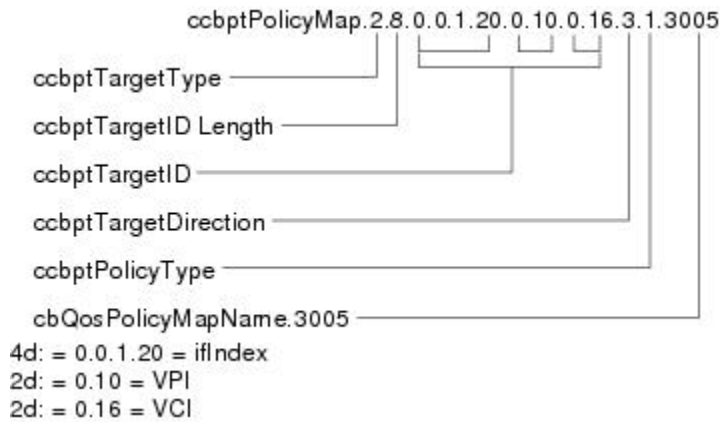 ccbptPolicyMap.2.8.0.0.1.20.0.10.0.16.3.1.3005
ccbptTargetType
ccbptTargetID Length
ccbptTargetID
ccbptTargetDirection
ccbptPolicyType
cbQosPolicyMapName.3005
4d: = 0.0.1.20 = ifIndex
2d: = 0.10 = VPI
2d: = 0.16 = VCI